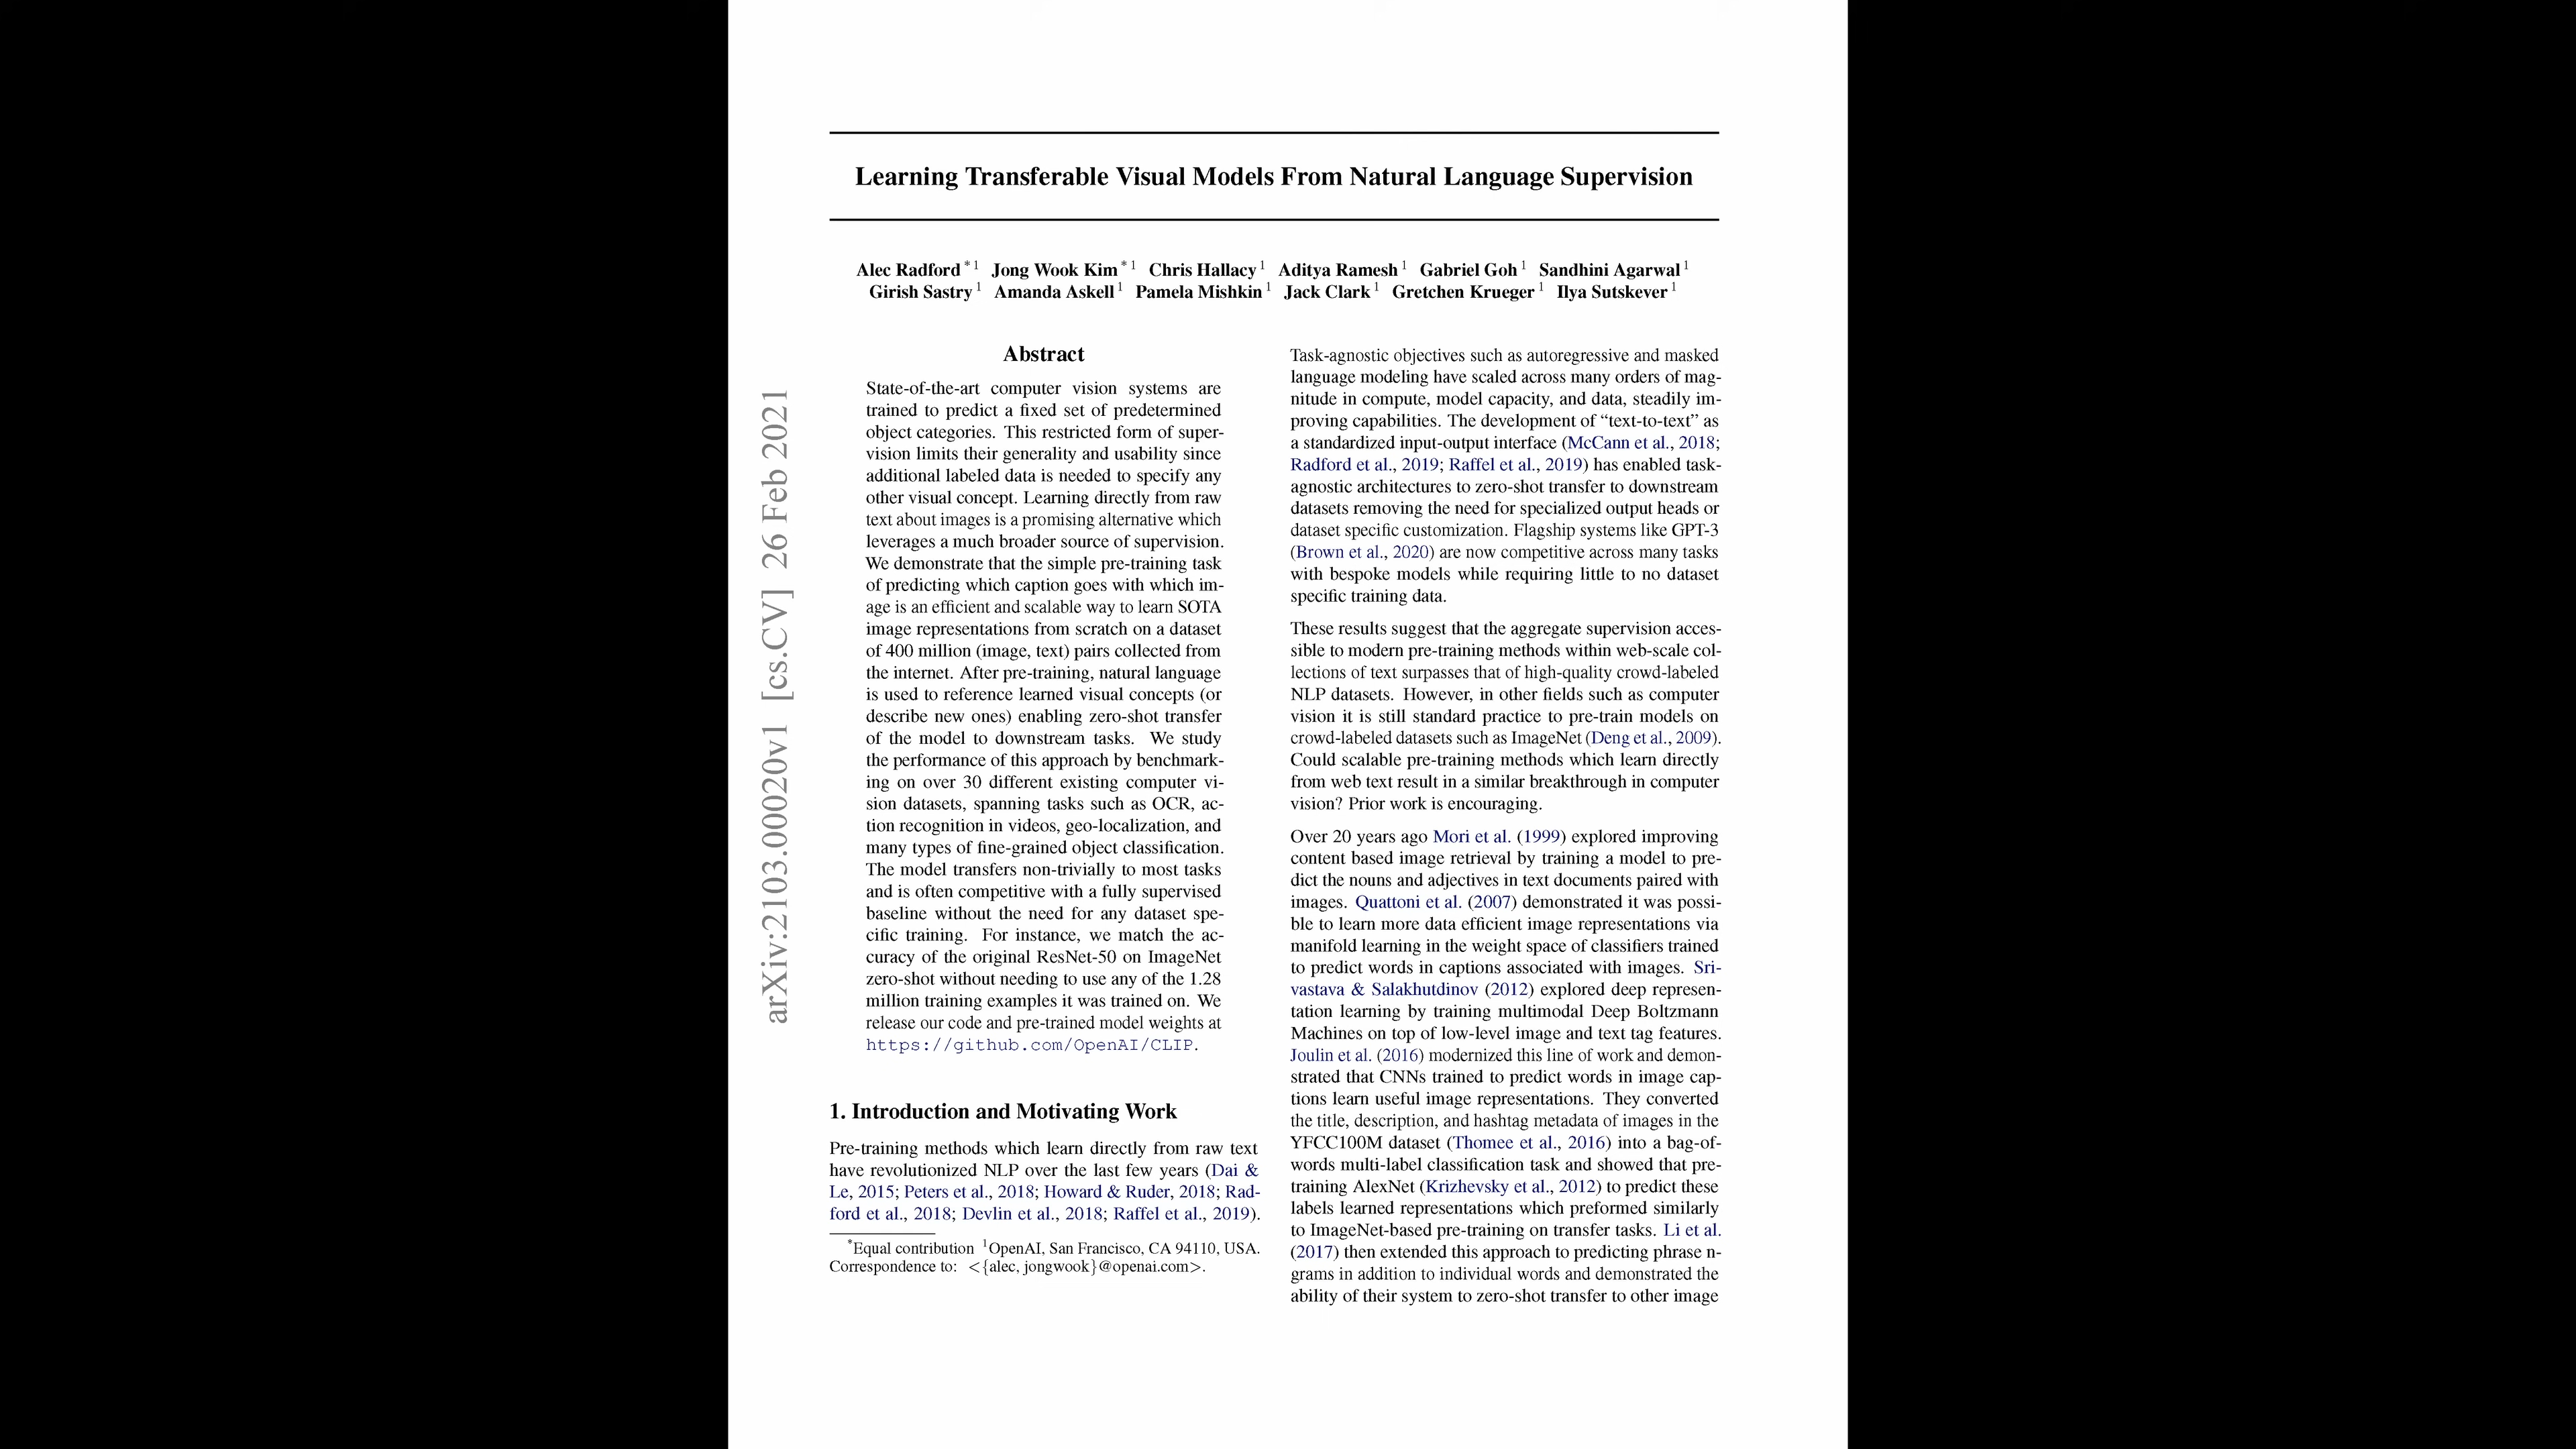 Learning Transferable Visual Models From Natural Language Supervision
Alec Radford * 1 Jong Wook Kim * 1 Chris Hallacy 1 Aditya Ramesh 1 Gabriel Goh 1 Sandhini Agarwal 1
Girish Sastry 1 Amanda Askell 1 Pamela Mishkin 1 Jack Clark 1 Gretchen Krueger 1 Ilya Sutskever 1
arXiv:2103.00020v1 [cs.CV] 26 Feb 2021
Abstract
State-of-the-art computer vision systems are
trained to predict a fixed set of predetermined
object categories. This restricted form of super-
vision limits their generality and usability since
additional labeled data is needed to specify any
other visual concept. Learning directly from raw
text about images is a promising alternative which
leverages a much broader source of supervision.
We demonstrate that the simple pre-training task
of predicting which caption goes with which im-
age is an efficient and scalable way to learn SOTA
image representations from scratch on a dataset
of 400 million (image, text) pairs collected from
the internet. After pre-training, natural language
is used to reference learned visual concepts (or
describe new ones) enabling zero-shot transfer
of the model to downstream tasks. We study
the performance of this approach by benchmark-
ing on over 30 different existing computer vi-
sion datasets, spanning tasks such as OCR, ac-
tion recognition in videos, geo-localization, and
many types of fine-grained object classification.
The model transfers non-trivially to most tasks
and is often competitive with a fully supervised
baseline without the need for any dataset spe-
cific training. For instance, we match the ac-
curacy of the original ResNet-50 on ImageNet
zero-shot without needing to use any of the 1.28
million training examples it was trained on. We
release our code and pre-trained model weights at
https://github.com/OpenAI/CLIP.
1. Introduction and Motivating Work
Pre-training methods which learn directly from raw text
have revolutionized NLP over the last few years (Dai &
Le, 2015; Peters et al., 2018; Howard & Ruder, 2018; Rad-
ford et al., 2018; Devlin et al., 2018; Raffel et al., 2019).
*Equal contribution 1OpenAI, San Francisco, CA 94110, USA.
Correspondence to: <{alec, jongwook}@openai.com>.
Task-agnostic objectives such as autoregressive and masked
language modeling have scaled across many orders of mag-
nitude in compute, model capacity, and data, steadily im-
proving capabilities. The development of “text-to-text” as
a standardized input-output interface (McCann et al., 2018;
Radford et al., 2019; Raffel et al., 2019) has enabled task-
agnostic architectures to zero-shot transfer to downstream
datasets removing the need for specialized output heads or
dataset specific customization. Flagship systems like GPT-3
(Brown et al., 2020) are now competitive across many tasks
with bespoke models while requiring little to no dataset
specific training data.
These results suggest that the aggregate supervision acces-
sible to modern pre-training methods within web-scale col-
lections of text surpasses that of high-quality crowd-labeled
NLP datasets. However, in other fields such as computer
vision it is still standard practice to pre-train models on
crowd-labeled datasets such as ImageNet (Deng et al., 2009).
Could scalable pre-training methods which learn directly
from web text result in a similar breakthrough in computer
vision? Prior work is encouraging.
Over 20 years ago Mori et al. (1999) explored improving
content based image retrieval by training a model to pre-
dict the nouns and adjectives in text documents paired with
images. Quattoni et al. (2007) demonstrated it was possi-
ble to learn more data efficient image representations via
manifold learning in the weight space of classifiers trained
to predict words in captions associated with images. Sri-
vastava & Salakhutdinov (2012) explored deep represen-
tation learning by training multimodal Deep Boltzmann
Machines on top of low-level image and text tag features.
Joulin et al. (2016) modernized this line of work and demon-
strated that CNNs trained to predict words in image cap-
tions learn useful image representations. They converted
the title, description, and hashtag metadata of images in the
YFCC100M dataset (Thomee et al., 2016) into a bag-of-
words multi-label classification task and showed that pre-
training AlexNet (Krizhevsky et al., 2012) to predict these
labels learned representations which preformed similarly
to ImageNet-based pre-training on transfer tasks. Li et al.
(2017) then extended this approach to predicting phrase n-
grams in addition to individual words and demonstrated the
ability of their system to zero-shot transfer to other image